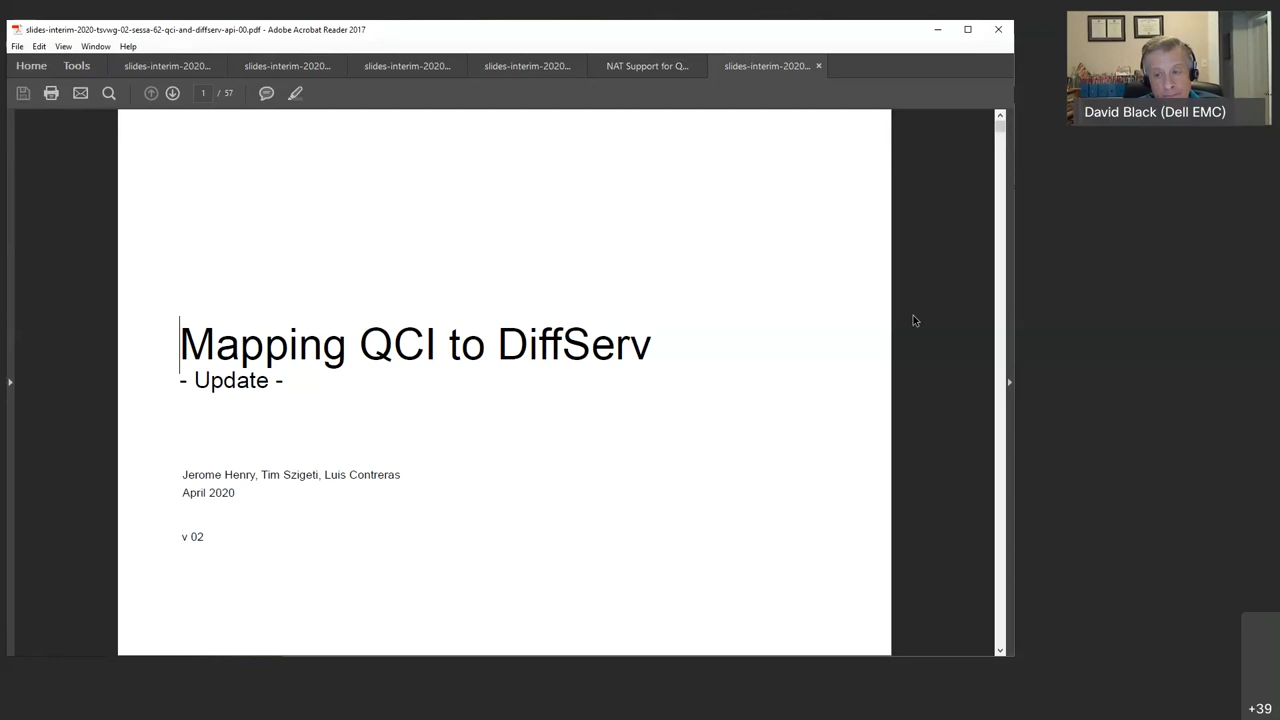 slides-interim-2020-tsvwg-02-sessa-62-qci-and-diffserv-api-00.pdf - Adobe Acrobat Reader 2017
File Edit View Window Help
Home Tools slides-interim-2020... slides-interim-2020... slides-interim-2020... slides-interim-2020... NAT Support for Q... slides-interim-2020... ×
1 / 57
Mapping QCI to DiffServ
- Update -
Jerome Henry, Tim Szigeti, Luis Contreras
April 2020
v 02
David Black (Dell EMC)
+39